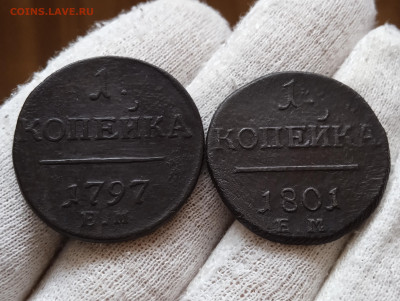 COINS.LAVE.RU
1
КОПЕЙКА
1797
Е.М
1
КОПЕЙКА
1801
Е.М.